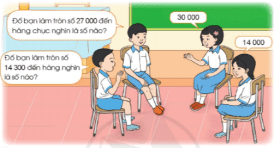 Đố bạn làm tròn số 27 000 đến
hàng chục nghìn là số nào?
30 000
14 000
Đố bạn làm tròn số
14 300 đến hàng nghìn
là số nào?